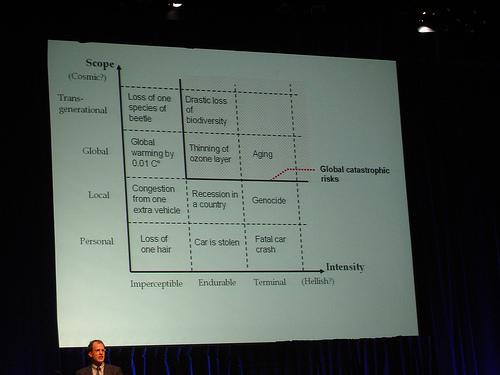 Scope
(Cosmic?)
Trans-
generational
Loss of one
species of
beetle
Drastic loss
of
biodiversity
Global
Global
warming by
0.01 C°
Thinning of
ozone layer
Aging
Global catastrophic
risks
Local
Congestion
from one
extra vehicle
Recession in
a country
Genocide
Personal
Loss of
one hair
Car is stolen
Fatal car
crash
Intensity
Imperceptible
Endurable
Terminal
(Hellish?)